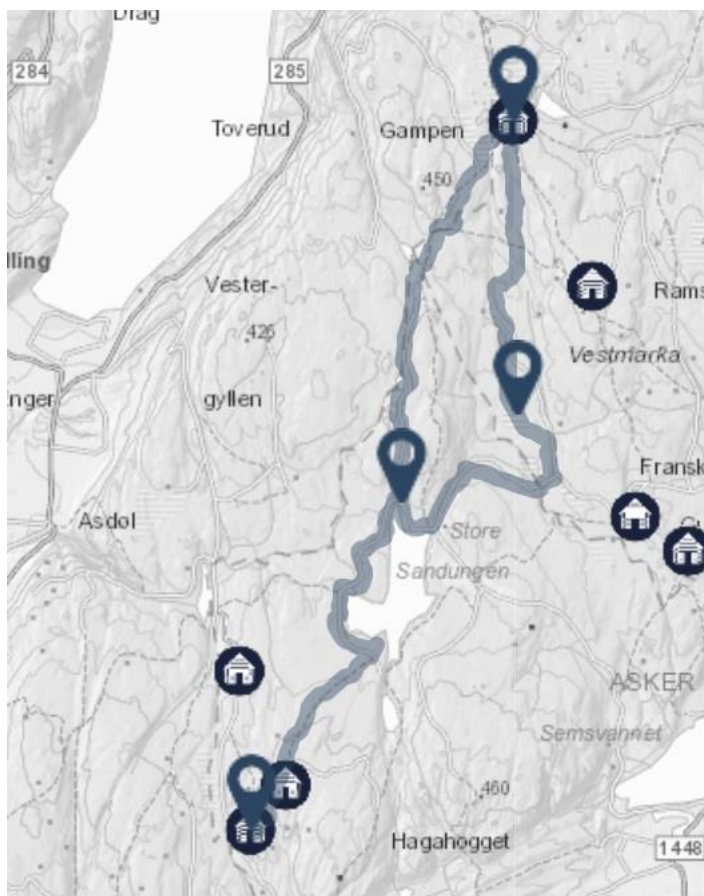 Drag
284
285
Toverud
Gampen
450
lling
Vester-
Rams
426
Vestmarka
enger
gyllen
Fransk
Asdol
Store
Sandungen
ASKER
Semsvannet
460
Hagahogget
1448